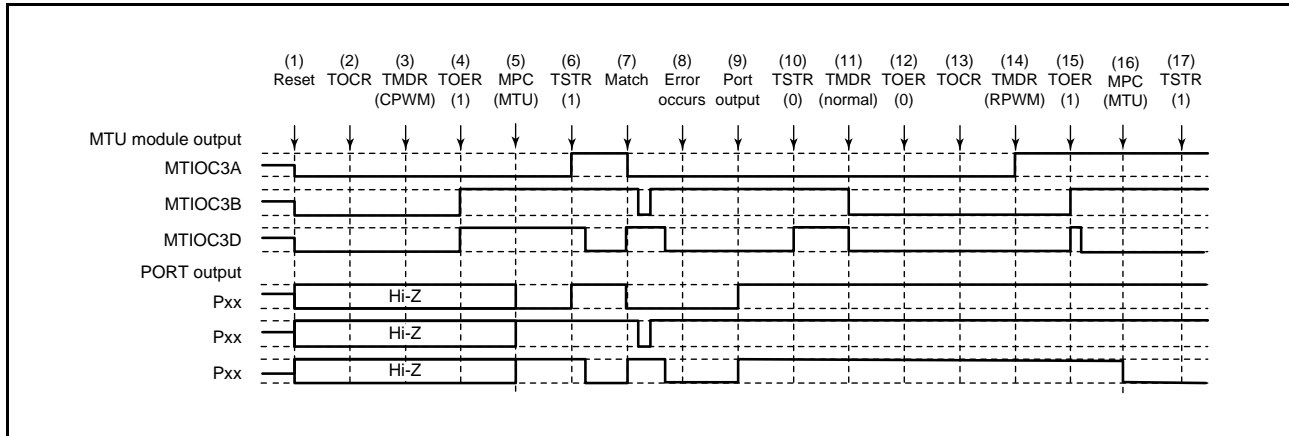 (1) (2) (3) (4) (5) (6) (7) (8) (9) (10) (11) (12) (13) (14) (15) (16) (17)
Reset TOCR TMDR TOER MPC TSTR Match Error Port TSTR TMDR TOER TOCR TMDR TOER MPC TSTR
(CPWM) (1) (MTU) (1) occurs output (0) (normal) (0) (RPWM) (1) (MTU) (1)
MTU module output
MTIOC3A
MTIOC3B
MTIOC3D
PORT output
Pxx Hi-Z
Pxx Hi-Z
Pxx Hi-Z